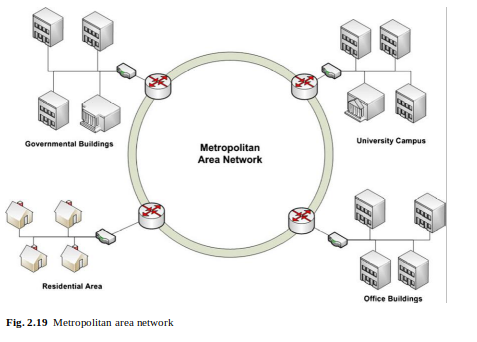 Governmental Buildings
University Campus
Metropolitan
Area Network
Residential Area
Office Buildings
Fig. 2.19 Metropolitan area network